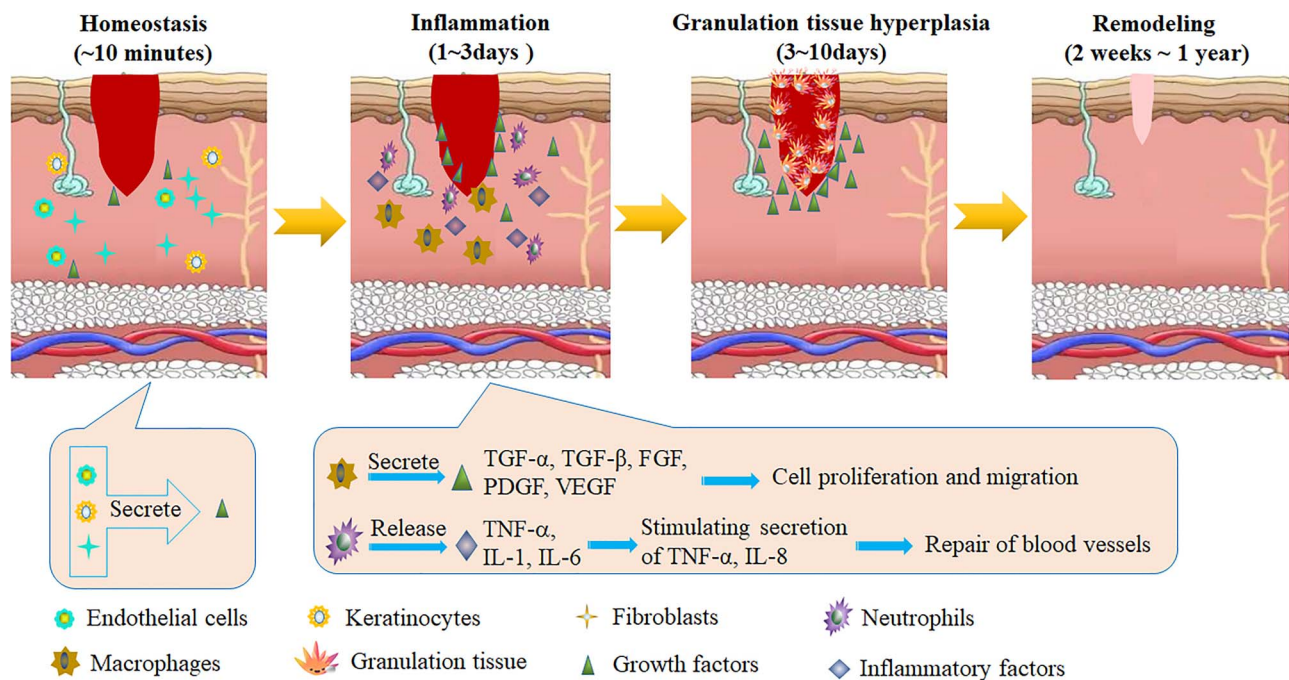 Homeostasis
(~10 minutes)
Inflammation
(1~3days )
Granulation tissue hyperplasia
(3~10days)
Remodeling
(2 weeks ~ 1 year)
Secrete
Secrete
TGF-α, TGF-β, FGF,
PDGF, VEGF
Cell proliferation and migration
Release
TNF-α,
IL-1, IL-6
Stimulating secretion
of TNF-α, IL-8
Repair of blood vessels
Endothelial cells
Keratinocytes
Fibroblasts
Neutrophils
Macrophages
Granulation tissue
Growth factors
Inflammatory factors